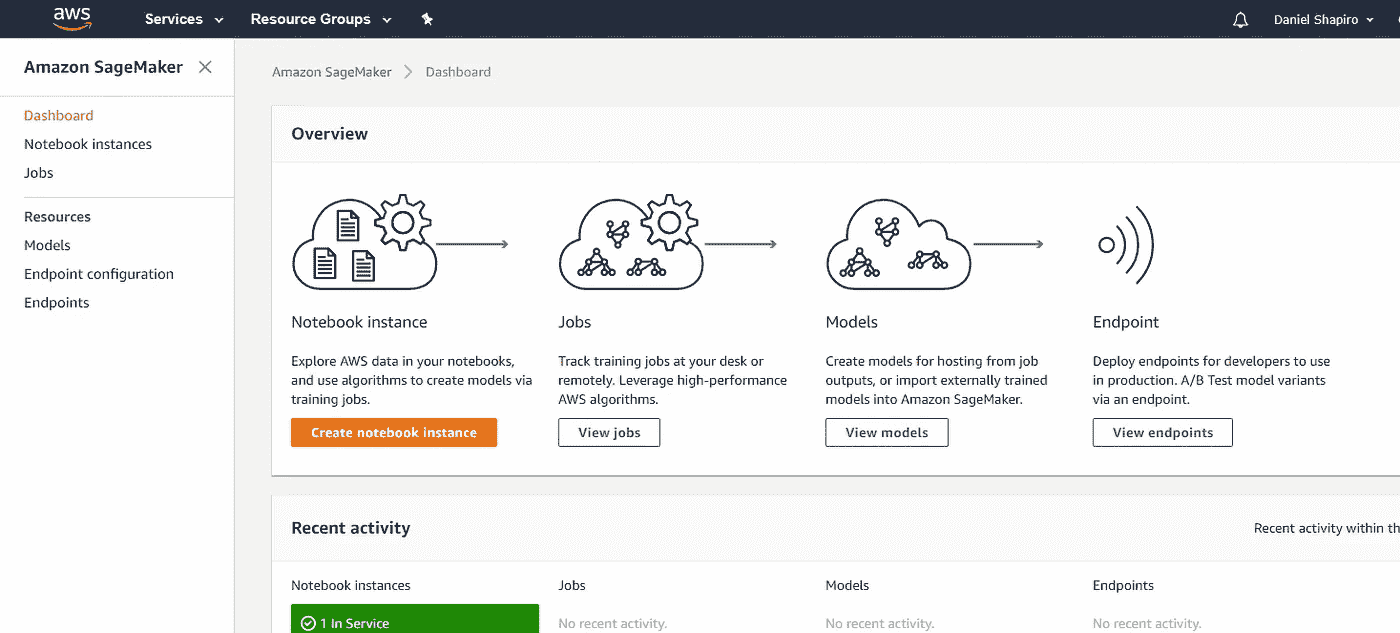 aws Services Resource Groups Daniel Shapiro
Amazon SageMaker
Dashboard
Notebook instances
Jobs
Resources
Models
Endpoint configuration
Endpoints
Amazon SageMaker Dashboard
Overview
Notebook instance
Explore AWS data in your notebooks,
and use algorithms to create models via
training jobs.
Create notebook instance
Jobs
Track training jobs at your desk or
remotely. Leverage high-performance
AWS algorithms.
View jobs
Models
Create models for hosting from job
outputs, or import externally trained
models into Amazon SageMaker.
View models
Endpoint
Deploy endpoints for developers to use
in production. A/B Test model variants
via an endpoint.
View endpoints
Recent activity
Recent activity within th
Notebook instances
1 In Service
Jobs
No recent activity.
Models
No recent activity.
Endpoints
No recent activity.